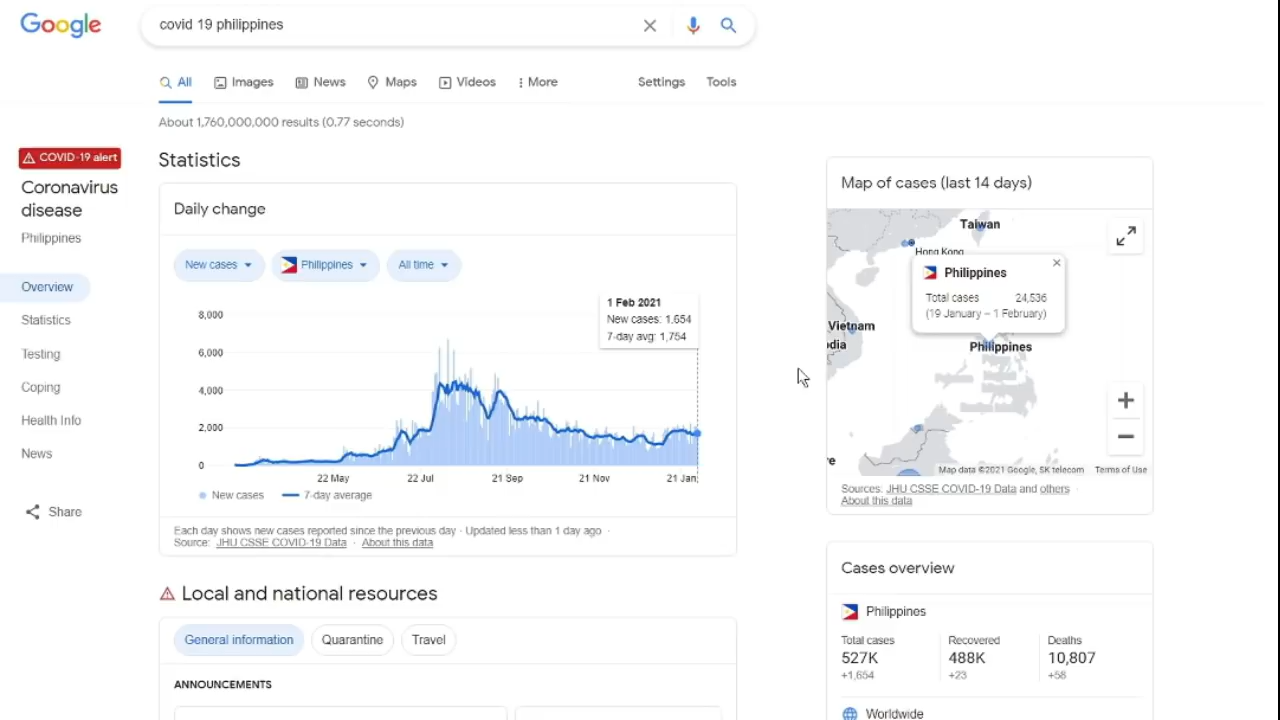 Google
covid 19 philippines
All Images News Maps Videos More Settings Tools
About 1,760,000,000 results (0.77 seconds)
COVID-19 alert
Coronavirus
disease
Philippines
Overview
Statistics
Testing
Coping
Health Info
News
Share
Statistics
Daily change
New cases Philippines All time
1 Feb 2021
New cases: 1,654
7-day avg: 1,754
8,000
6,000
4,000
2,000
0
22 May 22 Jul 21 Sep 21 Nov 21 Jan
New cases 7-day average
Each day shows new cases reported since the previous day · Updated less than 1 day ago ·
Source: JHU CSSE COVID-19 Data · About this data
Local and national resources
General information Quarantine Travel
ANNOUNCEMENTS
Map of cases (last 14 days)
Taiwan
Hong Kong
Philippines
Total cases 24,536
(19 January – 1 February)
Vietnam
dia
Philippines
Map data ©2021 Google, SK telecom Terms of Use
Sources: JHU CSSE COVID-19 Data and others ·
About this data
Cases overview
Philippines
Total cases Recovered Deaths
527K 488K 10,807
+1,654 +23 +58
Worldwide